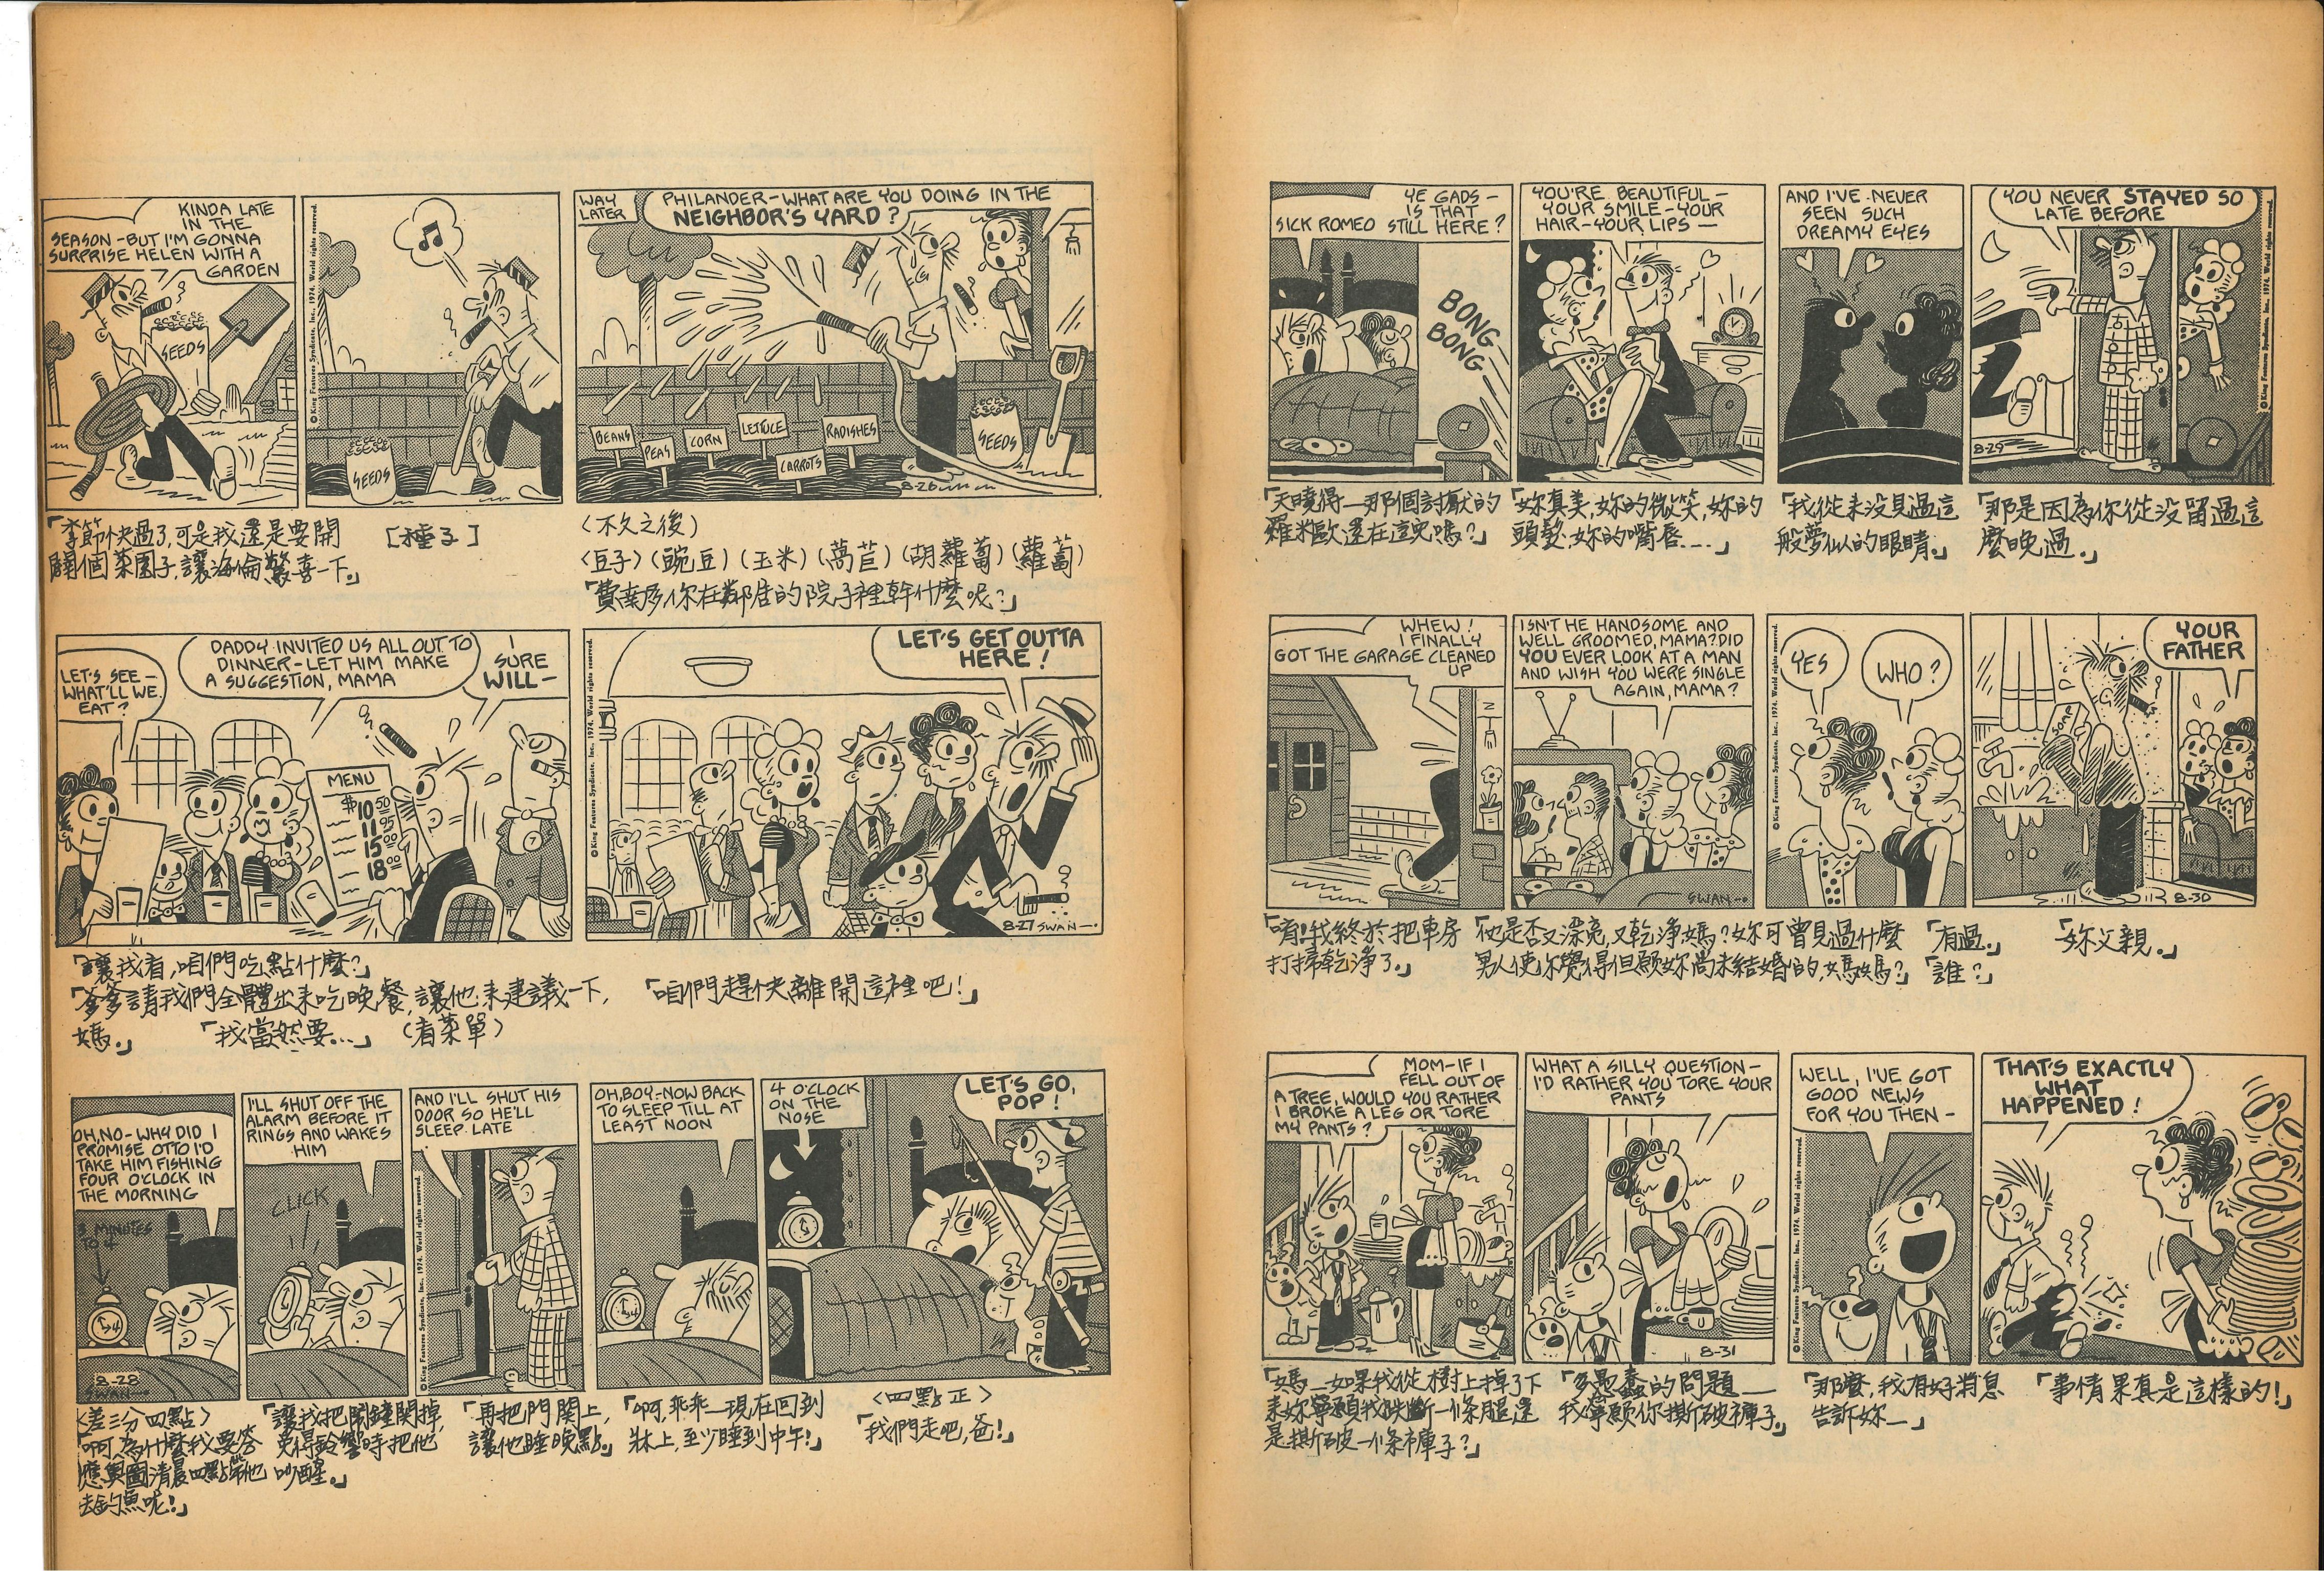 KINDA LATE
IN THE
SEASON-BUT I'M GONNA
SURPRISE HELEN WITH A
GARDEN
SEEDS
© King Features Syndicate, Inc., 1974. World rights reserved.
SEEDS
WAY
LATER
PHILANDER-WHAT ARE YOU DOING IN THE
NEIGHBOR'S YARD?
BEANS
PEAS
CORN
LETTUCE
CARROTS
RADISHES
SEEDS
8-26
「季節快過了,可是我還是要開
闢個菜園子,讓海倫驚喜一下。」
[種子]
〈不久之後〉
〈豆子〉(豌豆)(玉米)(萵苣)(胡蘿蔔)(蘿蔔)
「費蘭多你在鄰居的院子裡幹什麼呢?」
LET'S SEE-
WHAT'LL WE
EAT?
DADDY INVITED US ALL OUT TO
DINNER-LET HIM MAKE
A SUGGESTION, MAMA
I
SURE
WILL-
MENU
$10.50
11.95
15.00
18.00
7
© King Features Syndicate, Inc., 1974. World rights reserved.
LET'S GET OUTTA
HERE!
8-27 SWAN-.
「讓我看,咱們吃點什麼?」
「爹爹請我們全體出來吃晚餐,讓他來建議一下,
媽。」 「我當然要...」 (看菜單)
「咱們趕快離開這裡吧!」
OH,NO-WHY DID I
PROMISE OTTO I'D
TAKE HIM FISHING
FOUR O'CLOCK IN
THE MORNING
3 MINUTES
TO 4
8-28
SWAN-.
I'LL SHUT OFF THE
ALARM BEFORE IT
RINGS AND WAKES
HIM
CLICK
AND I'LL SHUT HIS
DOOR SO HE'LL
SLEEP LATE
© King Features Syndicate, Inc., 1974. World rights reserved.
OH,BOY-NOW BACK
TO SLEEP TILL AT
LEAST NOON
4 O'CLOCK
ON THE
NOSE
LET'S GO,
POP!
〈差三分四點〉
「啊,為什麼我要答
應奧圖清晨四點帶他
去釣魚呢!」
「讓我把鬧鐘關掉,
免得鈴響時把他
吵醒。」
「再把門關上,
讓他睡晚點。」
「啊,乖乖—現在回到
牀上,至少睡到中午!」
〈四點正〉
「我們走吧,爸!」
YE GADS-
IS THAT
SICK ROMEO STILL HERE?
BONG
BONG
YOU'RE BEAUTIFUL-
YOUR SMILE-YOUR
HAIR-YOUR LIPS-
AND I'VE NEVER
SEEN SUCH
DREAMY EYES
YOU NEVER STAYED SO
LATE BEFORE
8-29
© King Features Syndicate, Inc., 1974. World rights reserved.
「天曉得—那個討厭的
羅米歐還在這兒嗎?」
「妳真美,妳的微笑,妳的
頭髮,妳的嘴唇....」
「我從未沒見過這
般夢似的眼睛。」
「那是因為你從沒留過這
麼晚過。」
WHEW!
I FINALLY
GOT THE GARAGE CLEANED
UP
ISN'T HE HANDSOME AND
WELL GROOMED, MAMA? DID
YOU EVER LOOK AT A MAN
AND WISH YOU WERE SINGLE
AGAIN, MAMA?
SWAN-.
© King Features Syndicate, Inc., 1974. World rights reserved.
YES
WHO?
SOAP
YOUR
FATHER
8-30
「唷!我終於把車房
打掃乾淨了。」
「他是否又漂亮,又乾淨媽?妳可曾見過什麼
男人使你覺得但願妳尚未結婚的,媽媽?」
「有過。」
「誰?」
「妳父親。」
MOM-IF I
FELL OUT OF
A TREE, WOULD YOU RATHER
I BROKE A LEG OR TORE
MY PANTS?
WHAT A SILLY QUESTION-
I'D RATHER YOU TORE YOUR
PANTS
8-31
WELL, I'VE GOT
GOOD NEWS
FOR YOU THEN-
© King Features Syndicate, Inc., 1974. World rights reserved.
THAT'S EXACTLY
WHAT
HAPPENED!
「媽—如果我從樹上掉了下
來妳寧願我跌斷一條腿還
是撕破一條褲子?」
「多愚蠢的問題—
我寧願你撕破褲子。」
「那麼,我有好消息
告訴妳—」
「事情果真是這樣的!」